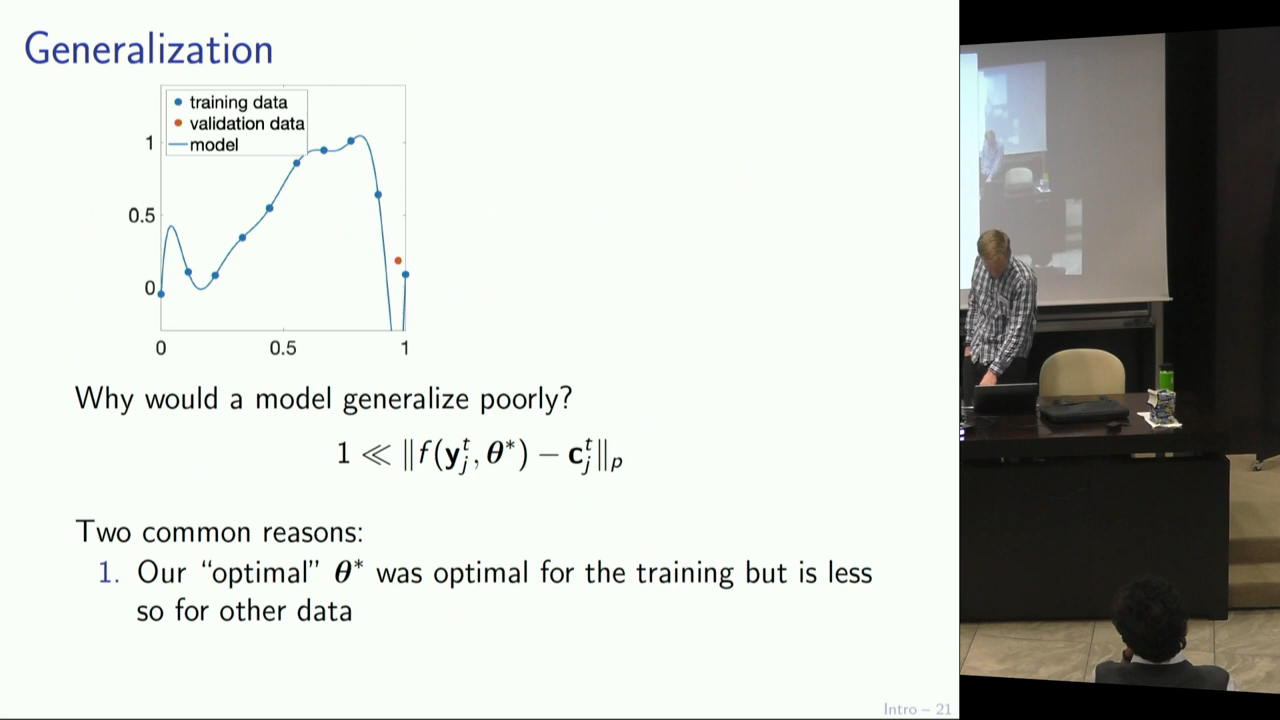 Generalization
training data
validation data
model
1
0.5
0
0
0.5
1
Why would a model generalize poorly?
1 ≪ ‖f(y_j^t, θ*) − c_j^t‖_p
Two common reasons:
1. Our “optimal” θ* was optimal for the training but is less
so for other data
Intro – 21